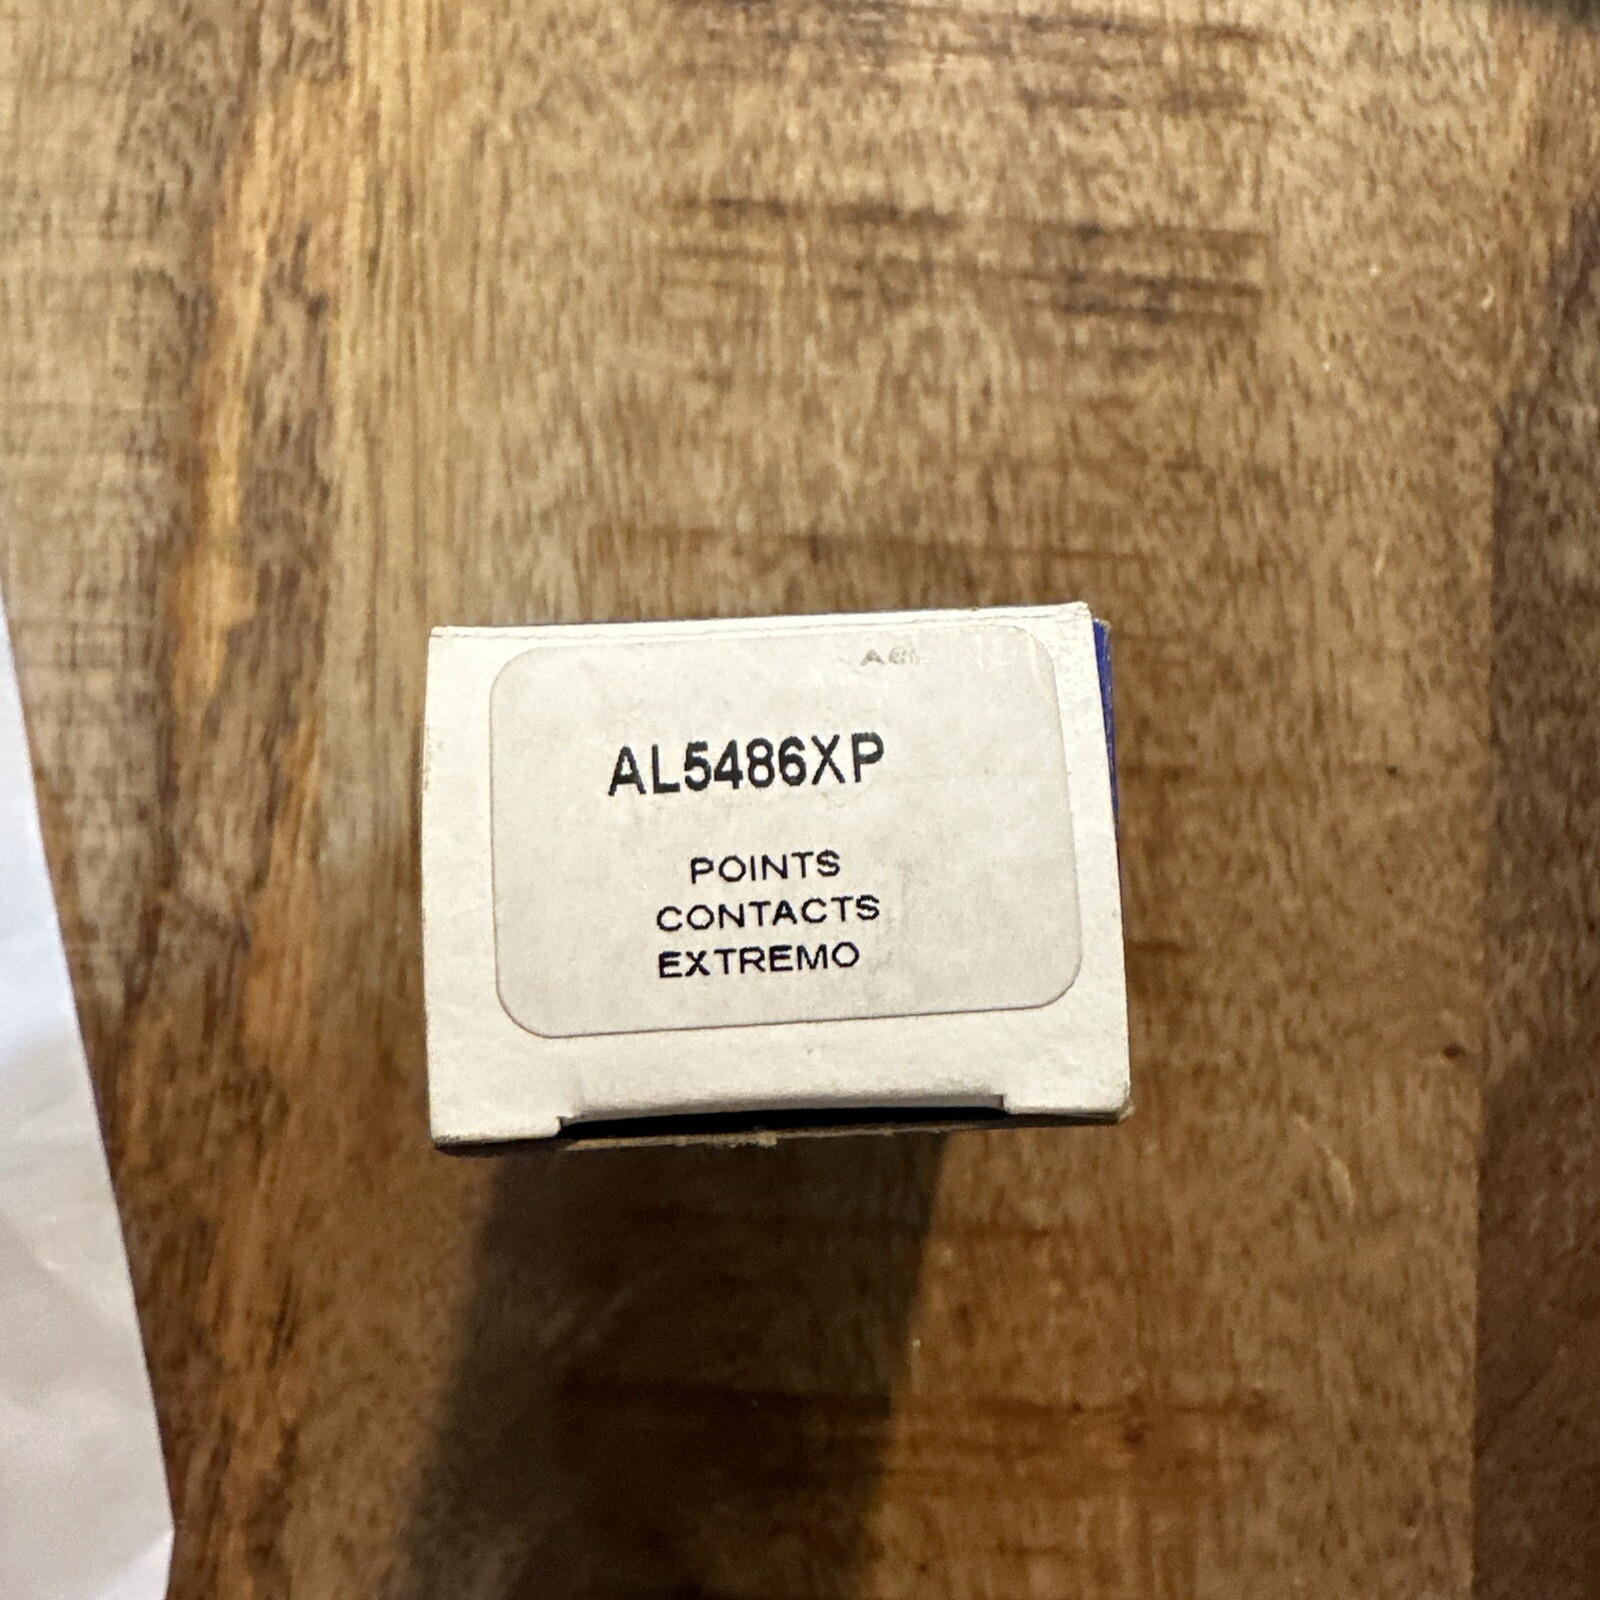 AL5486XP
POINTS
CONTACTS
EXTREMO